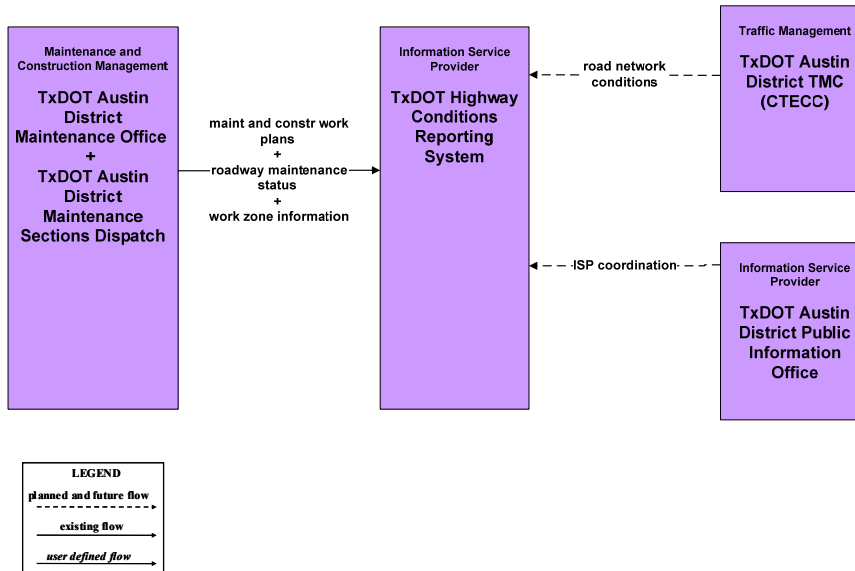 Maintenance and
Construction Management
TxDOT Austin
District
Maintenance Office
+
TxDOT Austin
District
Maintenance
Sections Dispatch
maint and constr work
plans
+
roadway maintenance
status
+
work zone information
Information Service
Provider
TxDOT Highway
Conditions
Reporting
System
road network
conditions
ISP coordination
Traffic Management
TxDOT Austin
District TMC
(CTECC)
Information Service
Provider
TxDOT Austin
District Public
Information
Office
LEGEND
planned and future flow
existing flow
user defined flow